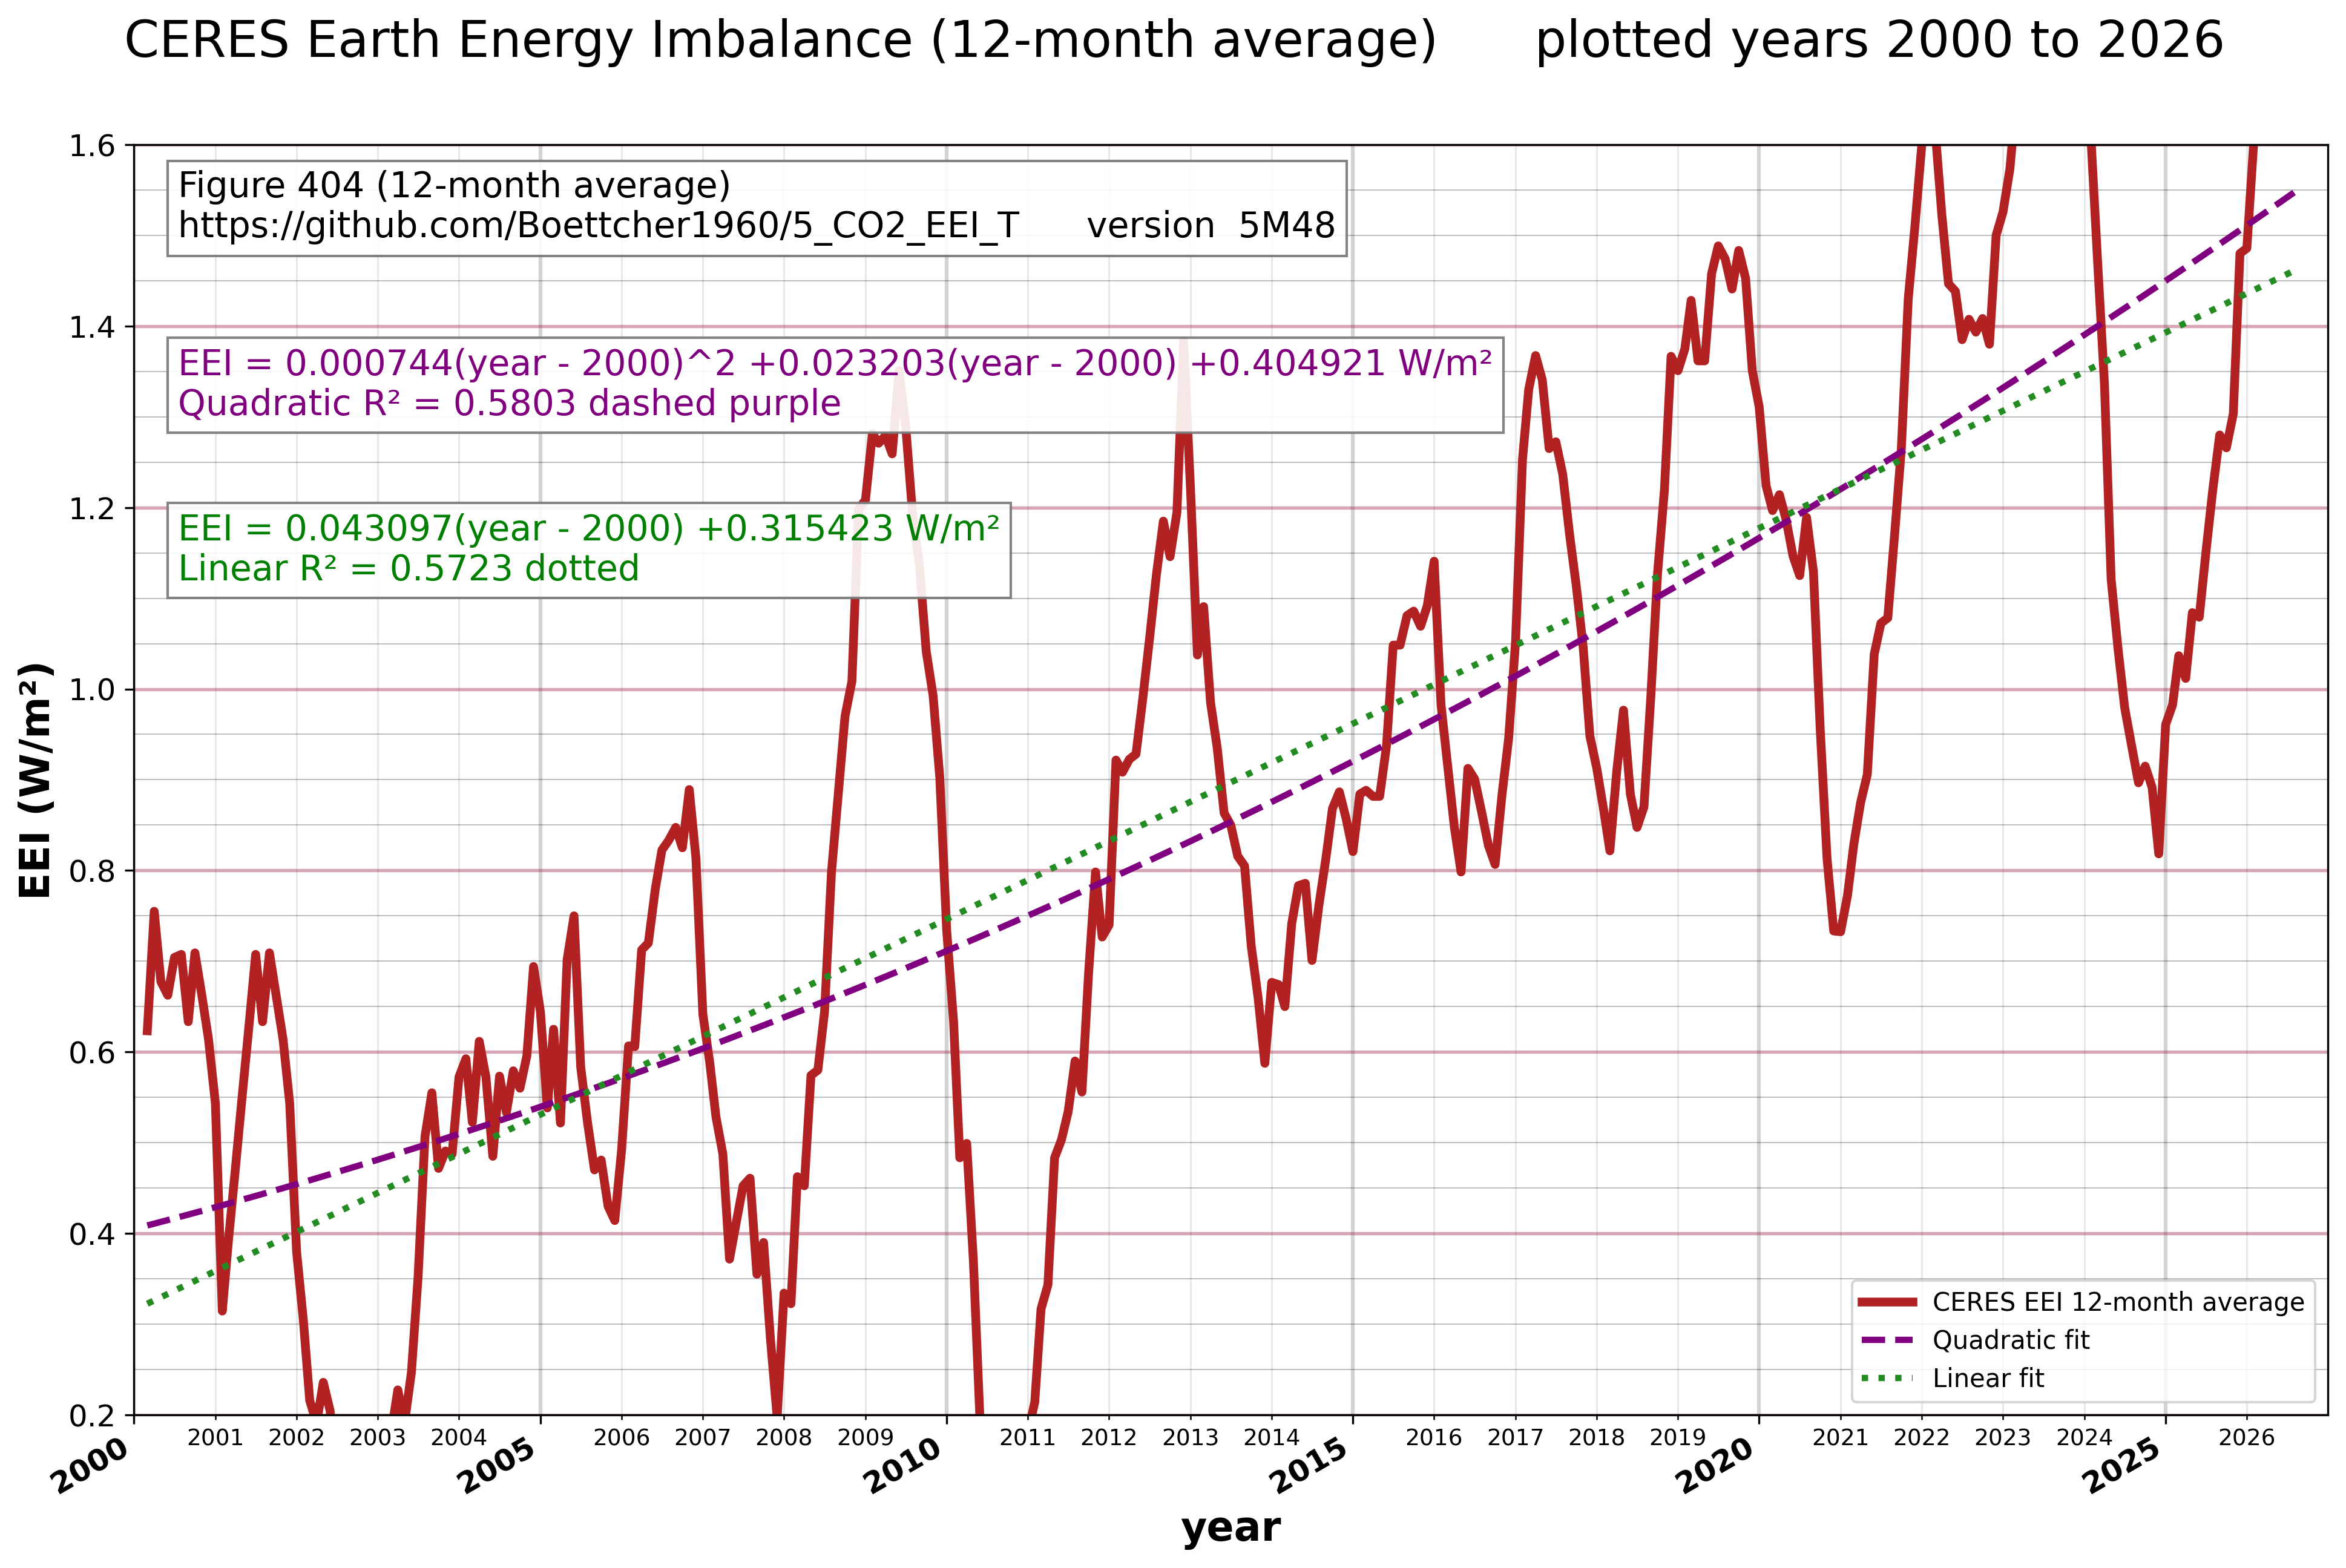 CERES Earth Energy Imbalance (12-month average)      plotted years 2000 to 2026
1.6
Figure 404 (12-month average)
https://github.com/Boettcher1960/5_CO2_EEI_T      version  5M48
1.4
EEI = 0.000744(year - 2000)^2 +0.023203(year - 2000) +0.404921 W/m²
Quadratic R² = 0.5803 dashed purple
1.2
EEI = 0.043097(year - 2000) +0.315423 W/m²
Linear R² = 0.5723 dotted
1.0
EEI (W/m²)
0.8
0.6
0.4
CERES EEI 12-month average
Quadratic fit
Linear fit
0.2
2000 2001 2002 2003 2004 2005 2006 2007 2008 2009 2010 2011 2012 2013 2014 2015 2016 2017 2018 2019 2020 2021 2022 2023 2024 2025 2026
year